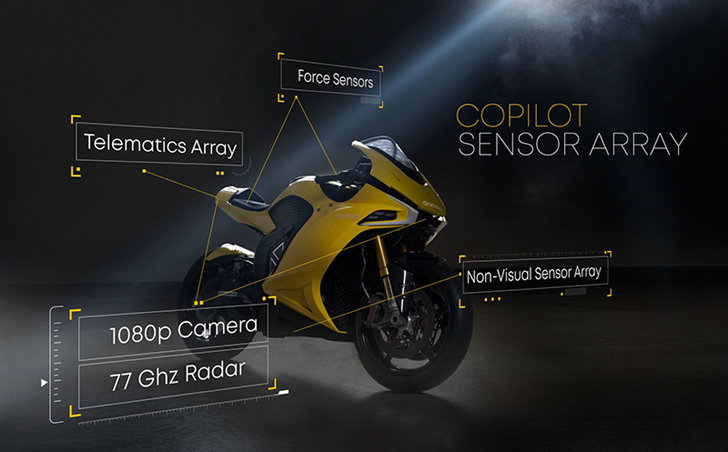 Force Sensors
COPILOT
SENSOR ARRAY
Telematics Array
Non-Visual Sensor Array
1080p Camera
77 Ghz Radar